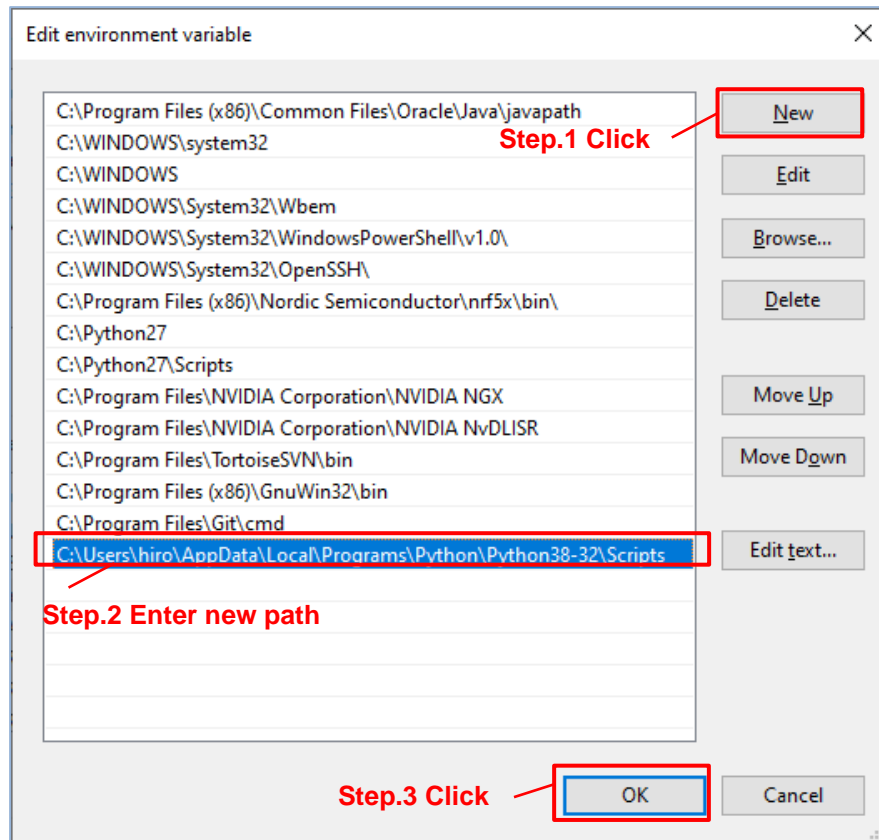 Edit environment variable
C:\Program Files (x86)\Common Files\Oracle\Java\javapath
New
Step.1 Click
C:\WINDOWS\system32
C:\WINDOWS
Edit
C:\WINDOWS\System32\Wbem
C:\WINDOWS\System32\WindowsPowerShell\v1.0\
Browse...
C:\WINDOWS\System32\OpenSSH\
C:\Program Files (x86)\Nordic Semiconductor\nrf5x\bin\
Delete
C:\Python27
C:\Python27\Scripts
C:\Program Files\NVIDIA Corporation\NVIDIA NGX
Move Up
C:\Program Files\NVIDIA Corporation\NVIDIA NvDLISR
C:\Program Files\TortoiseSVN\bin
Move Down
C:\Program Files (x86)\GnuWin32\bin
C:\Program Files\Git\cmd
C:\Users\hiro\AppData\Local\Programs\Python\Python38-32\Scripts
Edit text...
Step.2 Enter new path
Step.3 Click
OK
Cancel